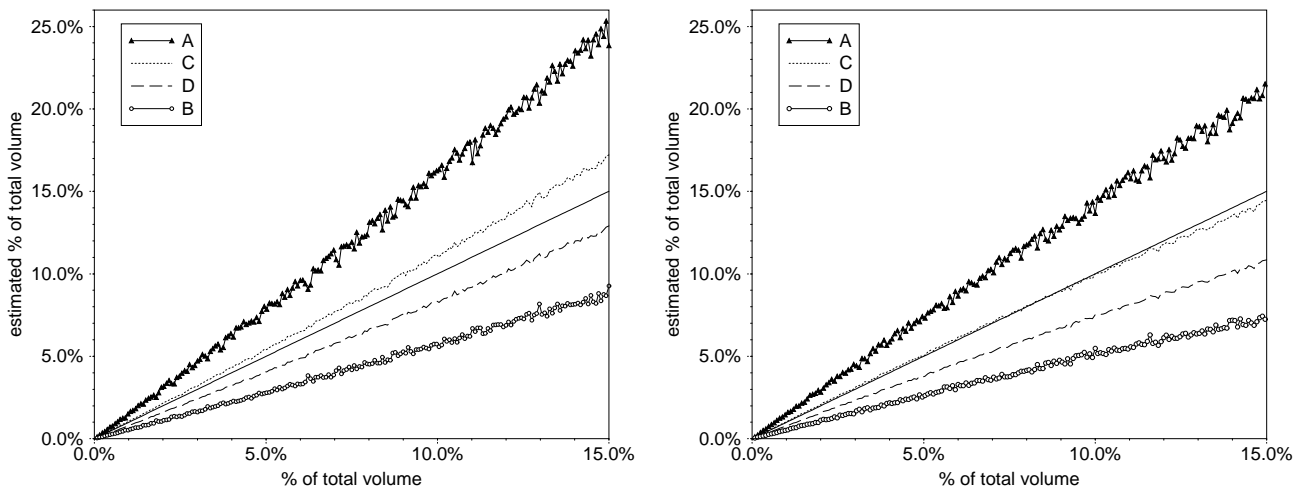 25.0%
20.0%
15.0%
10.0%
5.0%
0.0%
estimated % of total volume
A
C
D
B
0.0%
5.0%
10.0%
15.0%
% of total volume
25.0%
20.0%
15.0%
10.0%
5.0%
0.0%
estimated % of total volume
A
C
D
B
0.0%
5.0%
10.0%
15.0%
% of total volume